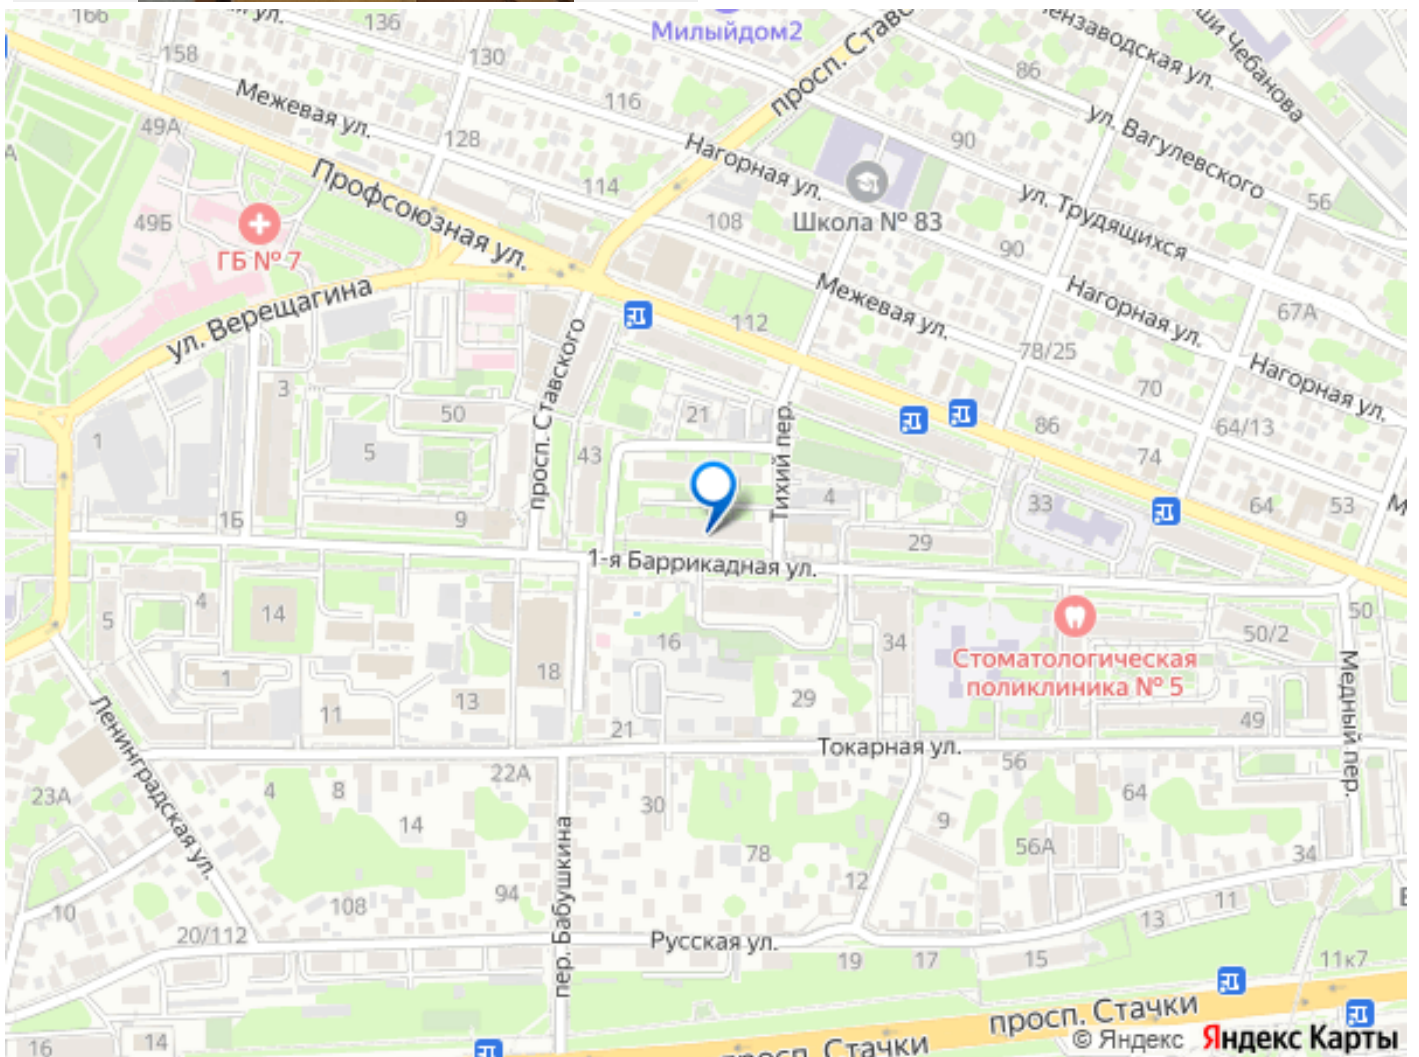 166
ул.
136
Милыйдом2
просп. Ставс
ензаводская ул.
ши Чебанова
158
130
86
49А
Межевая ул.
116
ул. Вагулевского
А
128
Нагорная ул.
90
Профсоюзная ул.
114
ул. Трудящихся
56
49Б
108
Школа № 83
ГБ № 7
90
ул. Верещагина
Межевая ул.
Нагорная ул.
67А
112
78/25
3
просп. Ставского
70
Нагорная ул.
50
21
Тихий пер.
86
64/13
1
5
43
74
4
33
64
53
М
1Б
9
29
1-я Баррикадная ул.
5
4
14
50
16
34
50/2
Стоматологическая
поликлиника № 5
1
18
Медный пер.
11
13
29
21
49
Ленинградская ул.
Токарная ул.
22А
56
23А
4
8
30
64
14
9
пер. Бабушкина
78
56А
34
12
94
10
108
11
13
20/112
Русская ул.
19
17
15
11к7
просп. Стачки
16
14
просп. Стачки
© Яндекс Яндекс Карты